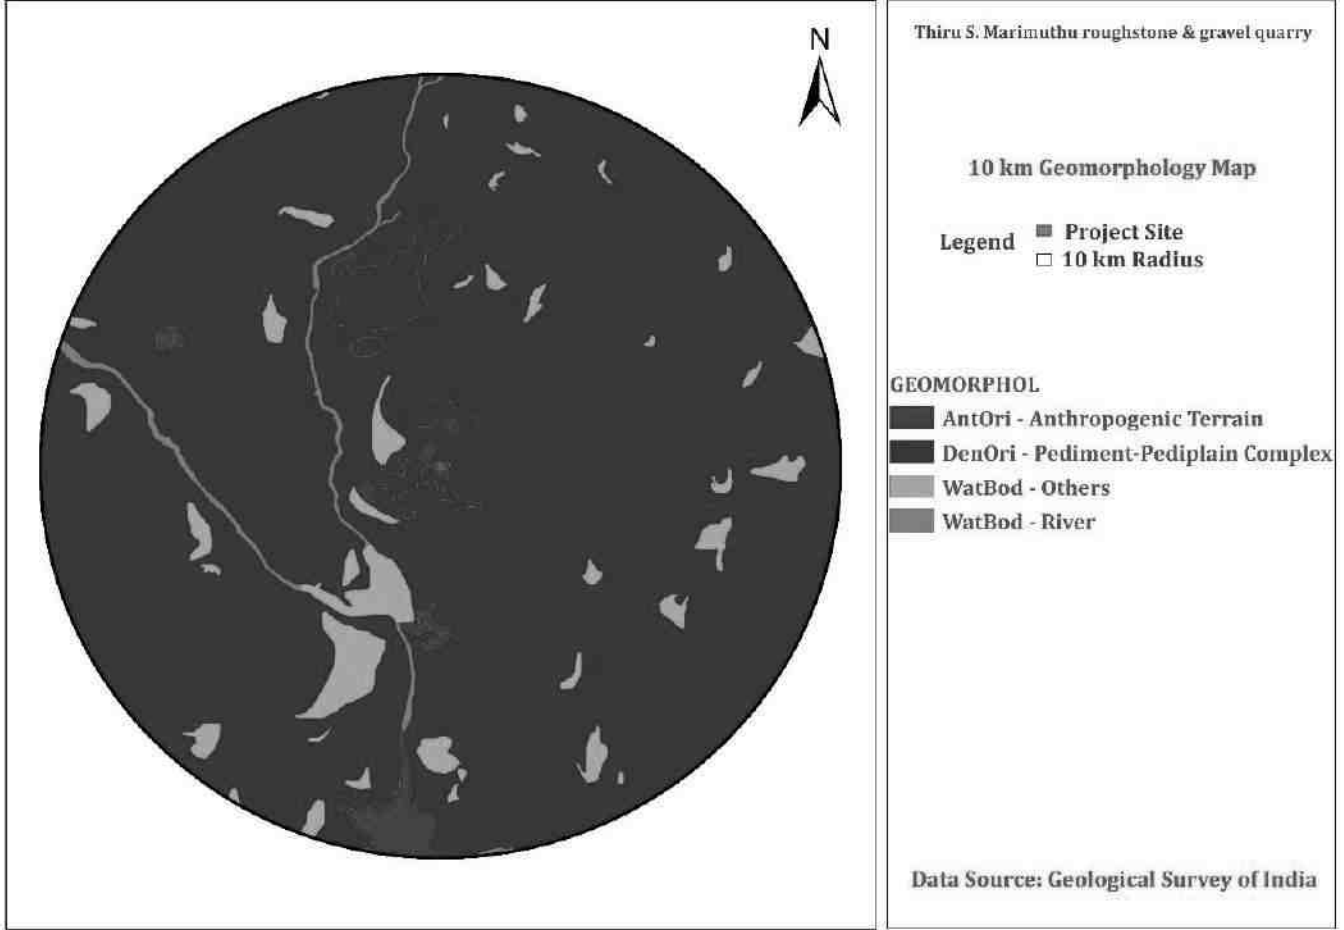 N
Thiru S. Marimuthu roughstone & gravel quarry
10 km Geomorphology Map
Legend
Project Site
10 km Radius
GEOMORPHOL
AntOri - Anthropogenic Terrain
DenOri - Pediment-Pediplain Complex
WatBod - Others
WatBod - River
Data Source: Geological Survey of India